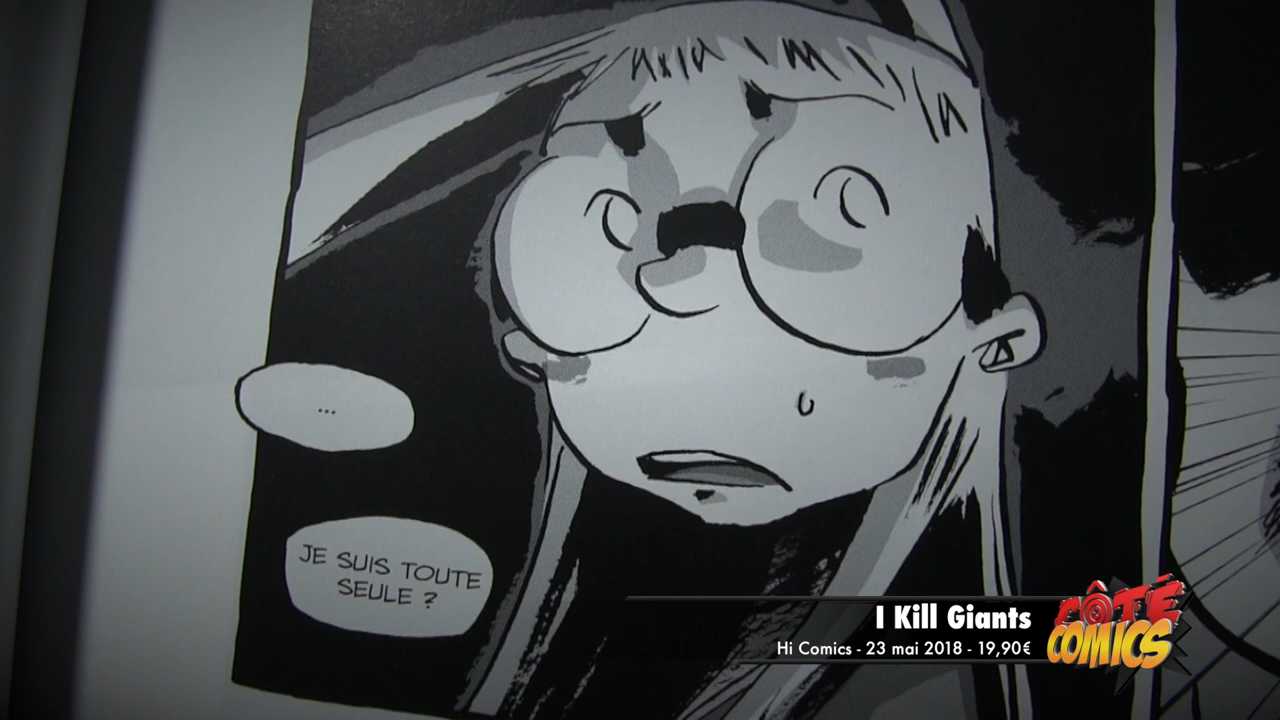 ...
JE SUIS TOUTE
SEULE ?
I Kill Giants
Hi Comics - 23 mai 2018 - 19,90€
CÔTÉ
COMICS